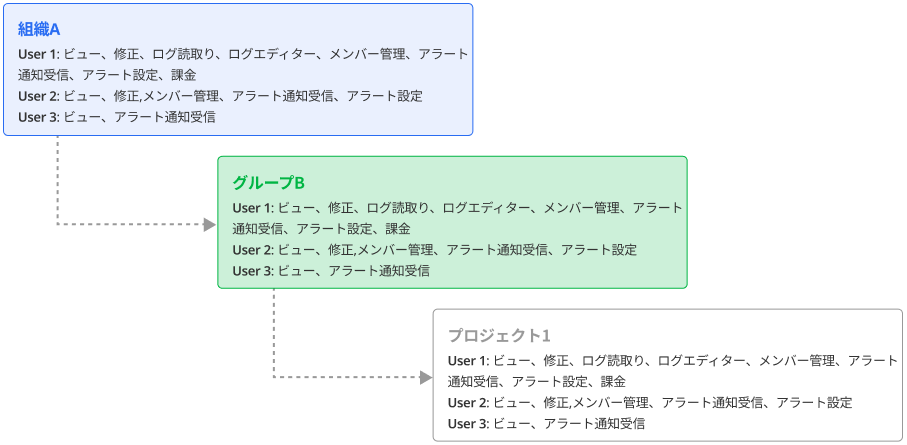 組織A
User 1: ビュー、修正、ログ読取り、ログエディター、メンバー管理、アラート
通知受信、アラート設定、課金
User 2: ビュー、修正,メンバー管理、アラート通知受信、アラート設定
User 3: ビュー、アラート通知受信
グループB
User 1: ビュー、修正、ログ読取り、ログエディター、メンバー管理、アラート
通知受信、アラート設定、課金
User 2: ビュー、修正,メンバー管理、アラート通知受信、アラート設定
User 3: ビュー、アラート通知受信
プロジェクト1
User 1: ビュー、修正、ログ読取り、ログエディター、メンバー管理、アラート
通知受信、アラート設定、課金
User 2: ビュー、修正,メンバー管理、アラート通知受信、アラート設定
User 3: ビュー、アラート通知受信